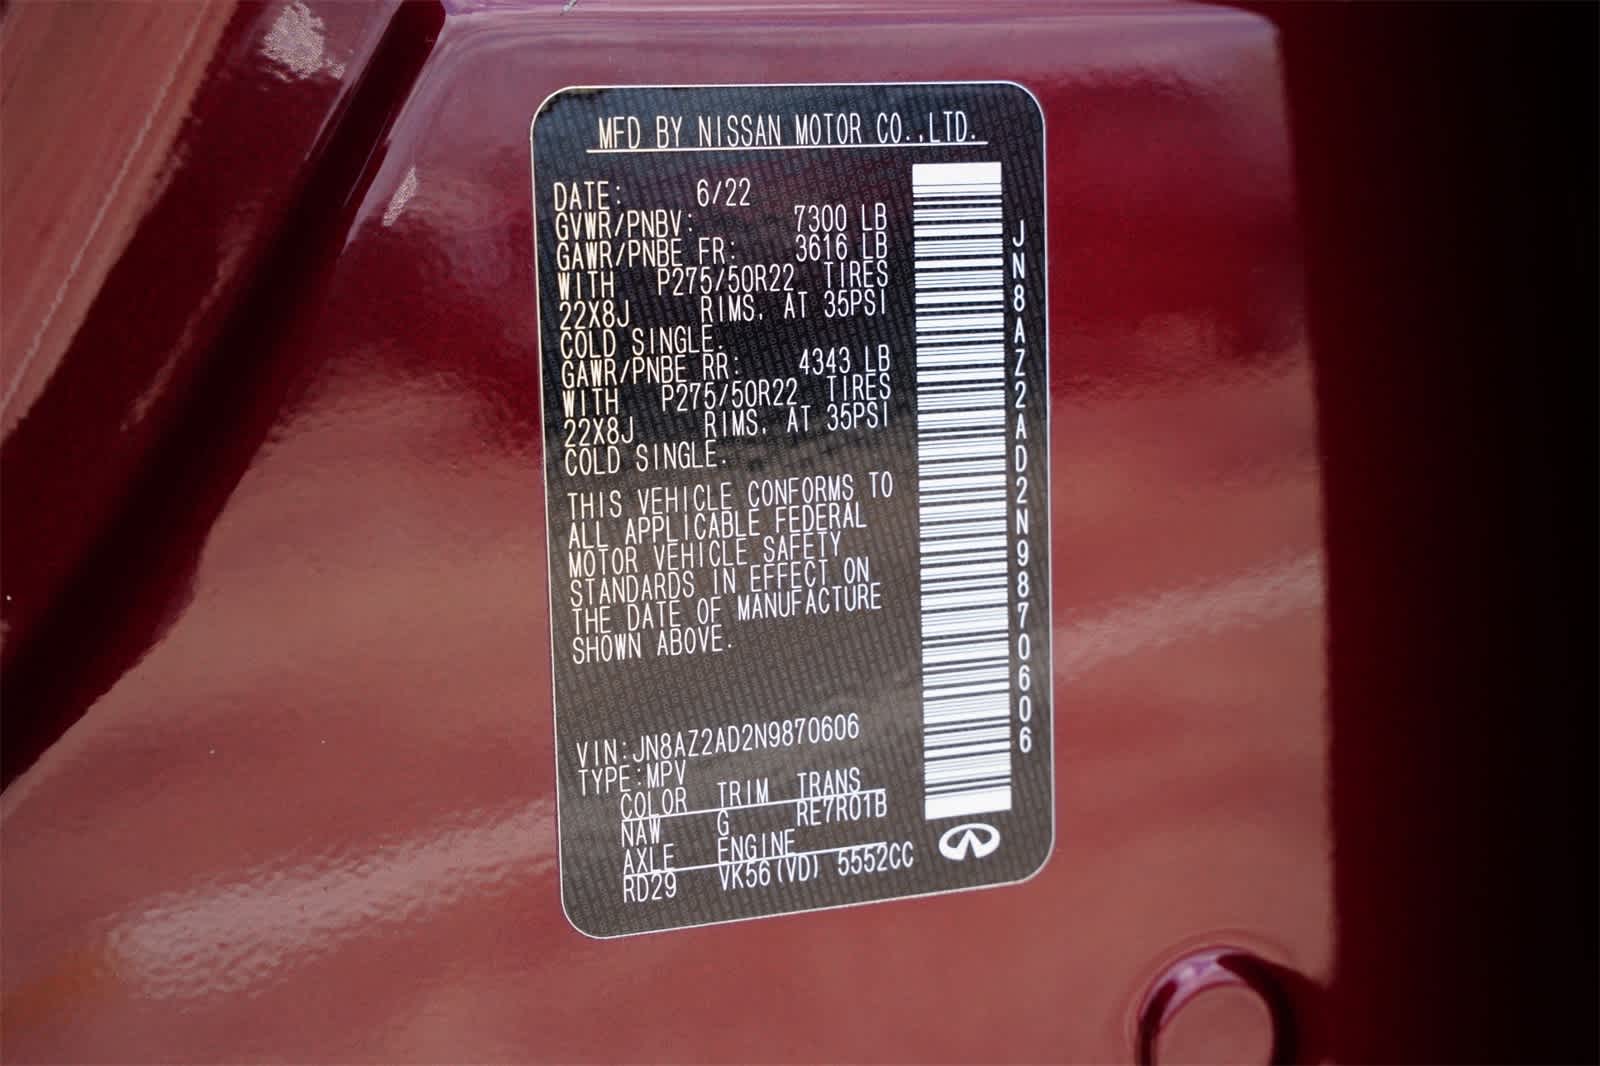 MFD BY NISSAN MOTOR CO.,LTD.
DATE: 6/22
GVWR/PNBV: 7300 LB
GAWR/PNBE FR: 3616 LB
WITH P275/50R22 TIRES
22X8J RIMS, AT 35PSI
COLD SINGLE.
GAWR/PNBE RR: 4343 LB
WITH P275/50R22 TIRES
22X8J RIMS, AT 35PSI
COLD SINGLE.
THIS VEHICLE CONFORMS TO
ALL APPLICABLE FEDERAL
MOTOR VEHICLE SAFETY
STANDARDS IN EFFECT ON
THE DATE OF MANUFACTURE
SHOWN ABOVE.
VIN:JN8AZ2AD2N9870606
TYPE:MPV
COLOR TRIM TRANS
NAW G RE7R01B
AXLE ENGINE
RD29 VK56(VD) 5552CC
JN8AZ2AD2N9870606